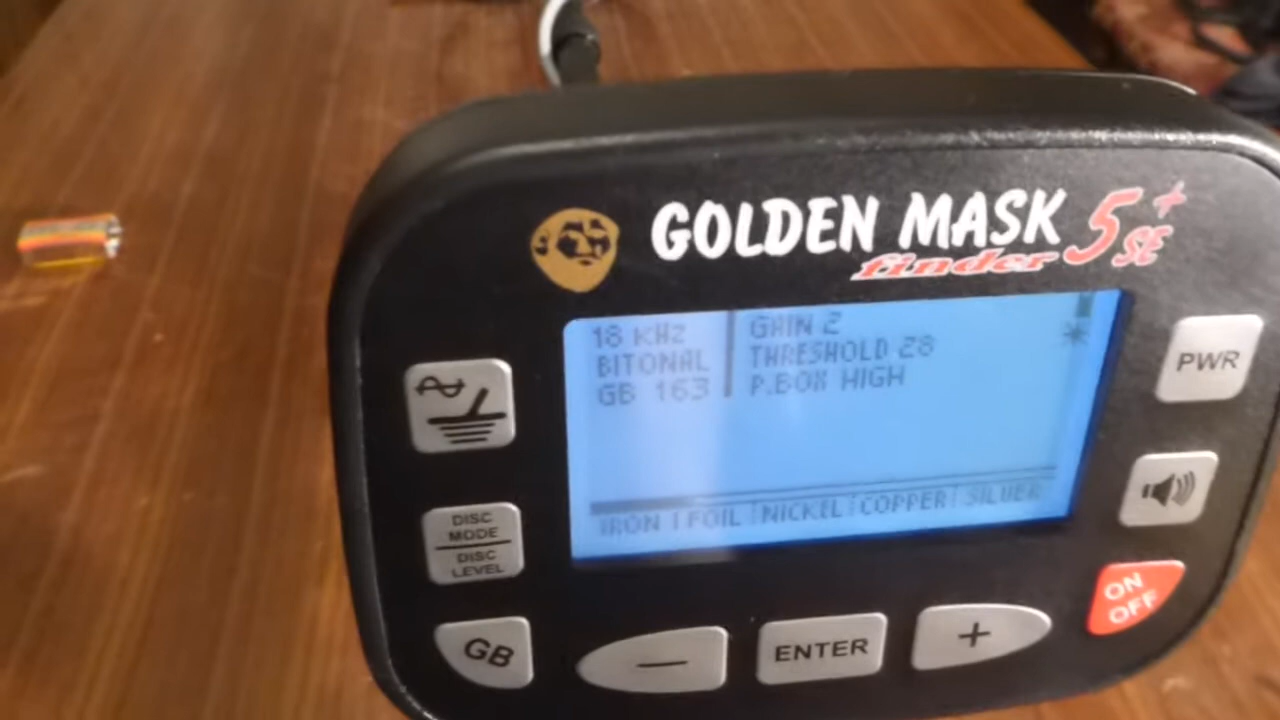 GOLDEN MASK 5+
finder SE
18 KHz GAIN 2
BITONAL THRESHOLD 28
GB 163 P.BOX HIGH
IRON | FOIL | NICKEL | COPPER | SILVER
PWR
DISC
MODE
DISC
LEVEL
ON
OFF
GB
−
ENTER
+